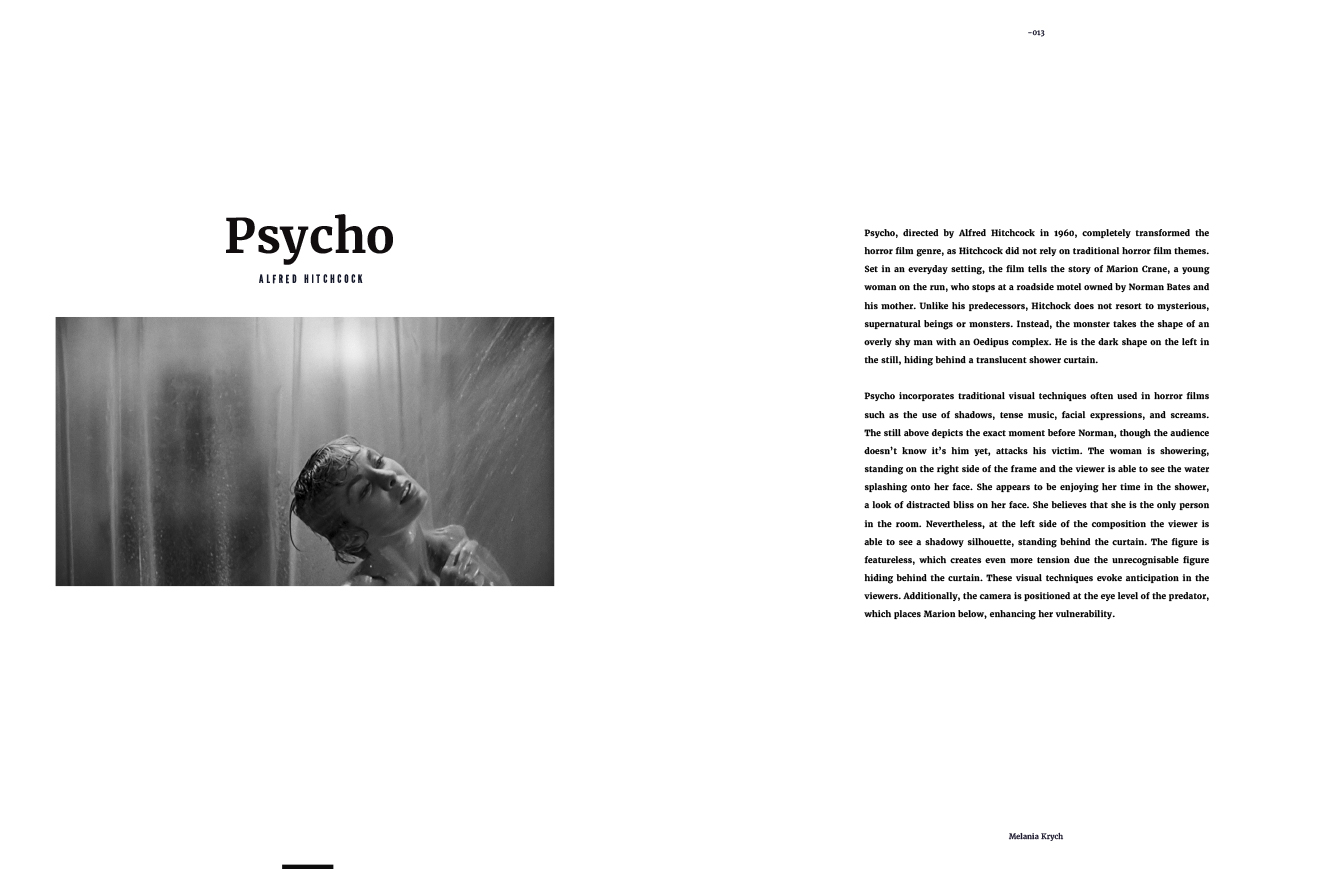 Psycho
ALFRED HITCHCOCK
-013
Psycho, directed by Alfred Hitchcock in 1960, completely transformed the
horror film genre, as Hitchcock did not rely on traditional horror film themes.
Set in an everyday setting, the film tells the story of Marion Crane, a young
woman on the run, who stops at a roadside motel owned by Norman Bates and
his mother. Unlike his predecessors, Hitchock does not resort to mysterious,
supernatural beings or monsters. Instead, the monster takes the shape of an
overly shy man with an Oedipus complex. He is the dark shape on the left in
the still, hiding behind a translucent shower curtain.
Psycho incorporates traditional visual techniques often used in horror films
such as the use of shadows, tense music, facial expressions, and screams.
The still above depicts the exact moment before Norman, though the audience
doesn't know it's him yet, attacks his victim. The woman is showering,
standing on the right side of the frame and the viewer is able to see the water
splashing onto her face. She appears to be enjoying her time in the shower,
a look of distracted bliss on her face. She believes that she is the only person
in the room. Nevertheless, at the left side of the composition the viewer is
able to see a shadowy silhouette, standing behind the curtain. The figure is
featureless, which creates even more tension due the unrecognisable figure
hiding behind the curtain. These visual techniques evoke anticipation in the
viewers. Additionally, the camera is positioned at the eye level of the predator,
which places Marion below, enhancing her vulnerability.
Melania Krych